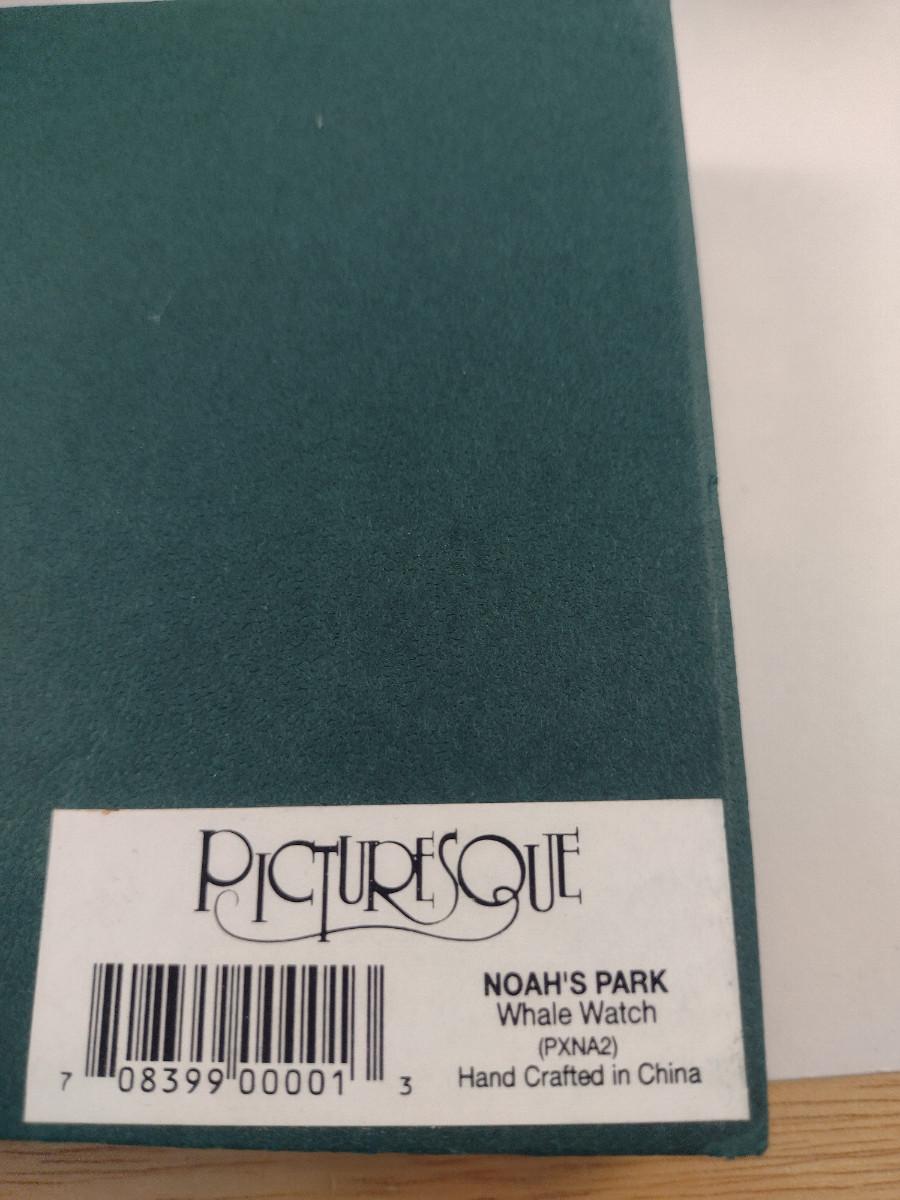 PICTURESQUE
NOAH'S PARK
Whale Watch
(PXNA2)
Hand Crafted in China
7 08399 00001 3